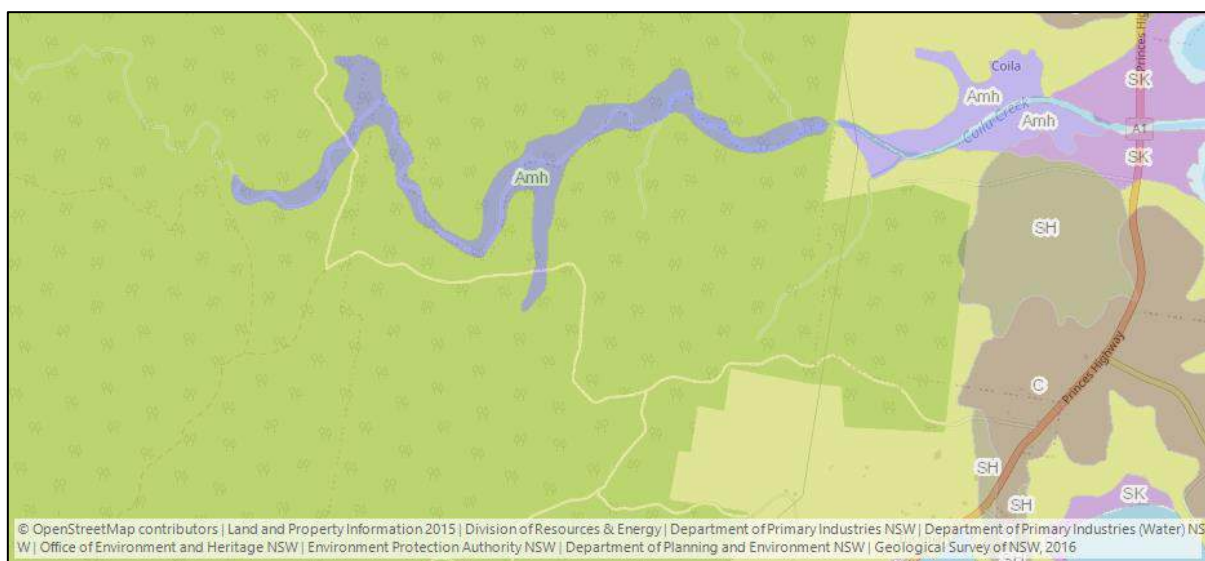 Princes Hig
Coila
SK
Amh
Coila Creek
Amh
A1
SK
Amh
SH
Princes Highway
C
SH
SH
SK
© OpenStreetMap contributors | Land and Property Information 2015 | Division of Resources & Energy | Department of Primary Industries NSW | Department of Primary Industries (Water) NS
W | Office of Environment and Heritage NSW | Environment Protection Authority NSW | Department of Planning and Environment NSW | Geological Survey of NSW, 2016